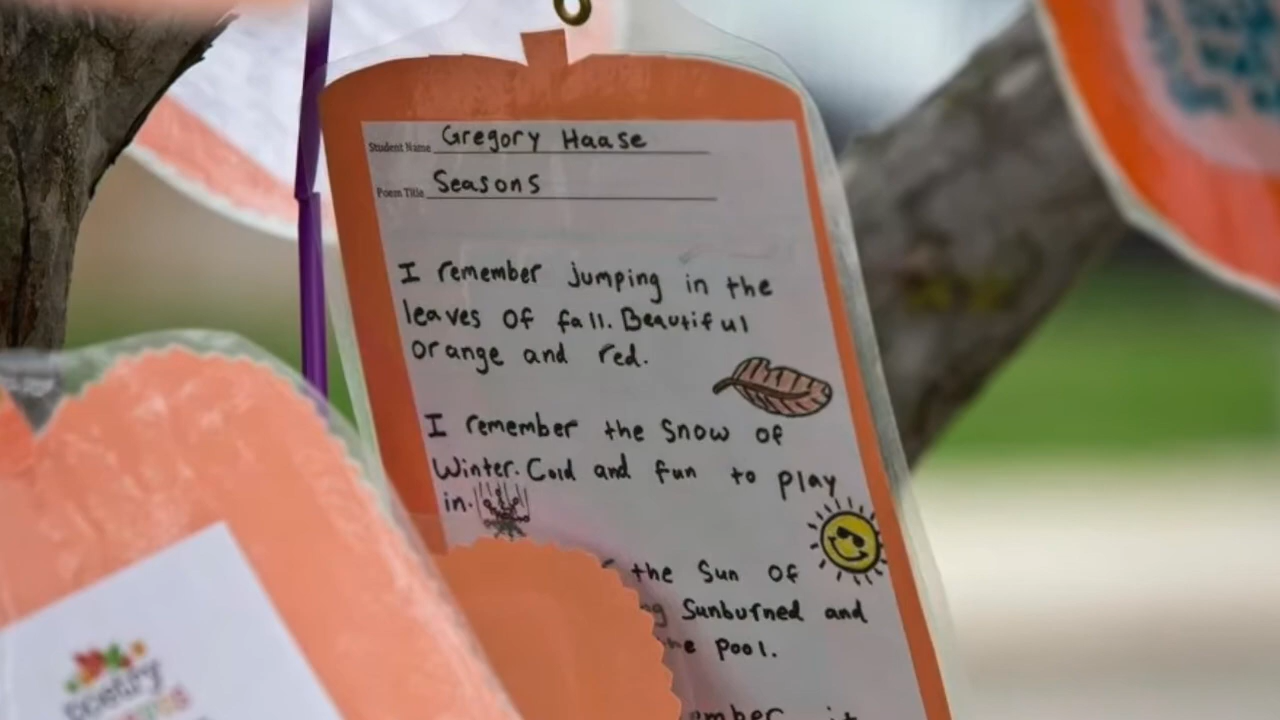 Student Name Gregory Haase
Poem Title Seasons
I remember jumping in the
leaves of fall. Beautiful
orange and red.
I remember the Snow of
Winter. Cold and fun to play
in.
the Sun of
Sunburned and
Pool.
poetry